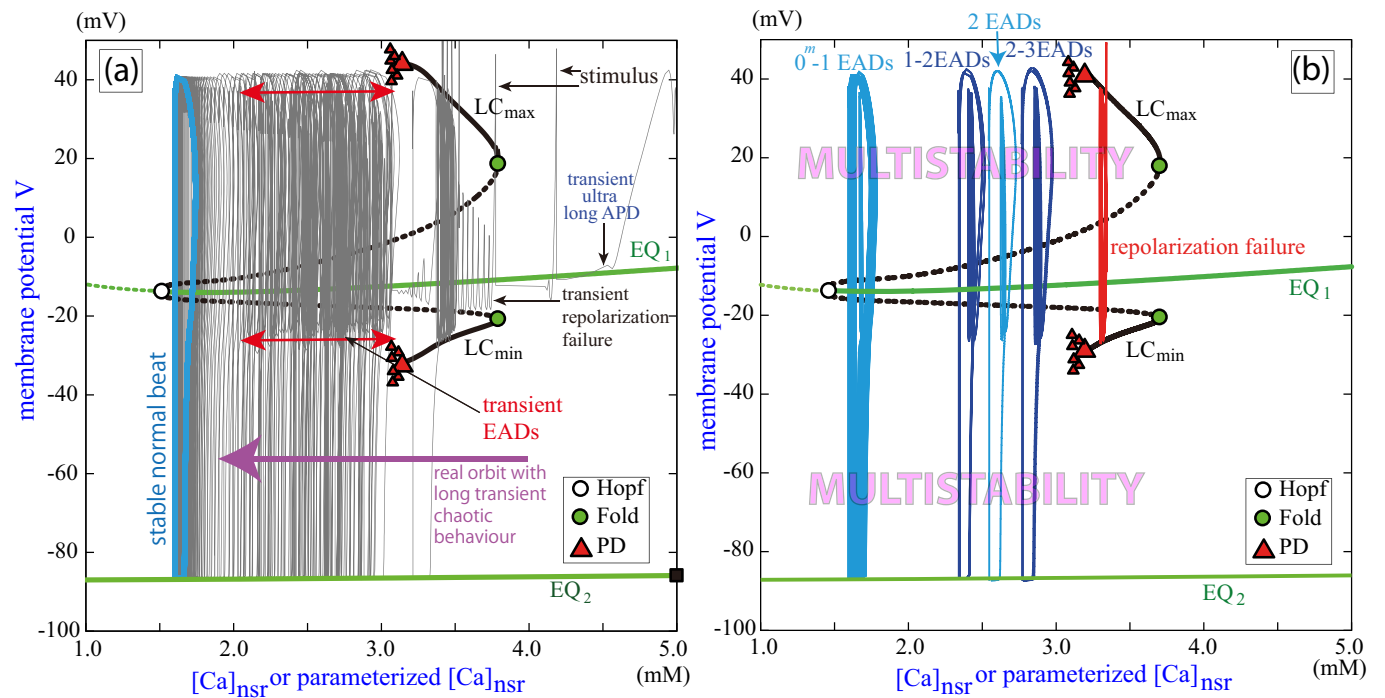 (mV)
(a)
40
20
0
-20
-40
-60
-80
-100
membrane potential V
stimulus
LCmax
transient
ultra
long APD
EQ1
transient
repolarization
failure
LCmin
transient
EADs
stable normal beat
real orbit with
long transient
chaotic
behaviour
Hopf
Fold
PD
EQ2
1.0 2.0 3.0 4.0 5.0
(mM)
[Ca]nsr or parameterized [Ca]nsr
(mV)
(b)
2 EADs
0m-1 EADs
1-2EADs
2-3EADs
40
20
0
-20
-40
-60
-80
-100
membrane potential V
LCmax
MULTISTABILITY
repolarization failure
EQ1
LCmin
MULTISTABILITY
Hopf
Fold
PD
EQ2
1.0 2.0 3.0 4.0 5.0
(mM)
[Ca]nsr or parameterized [Ca]nsr